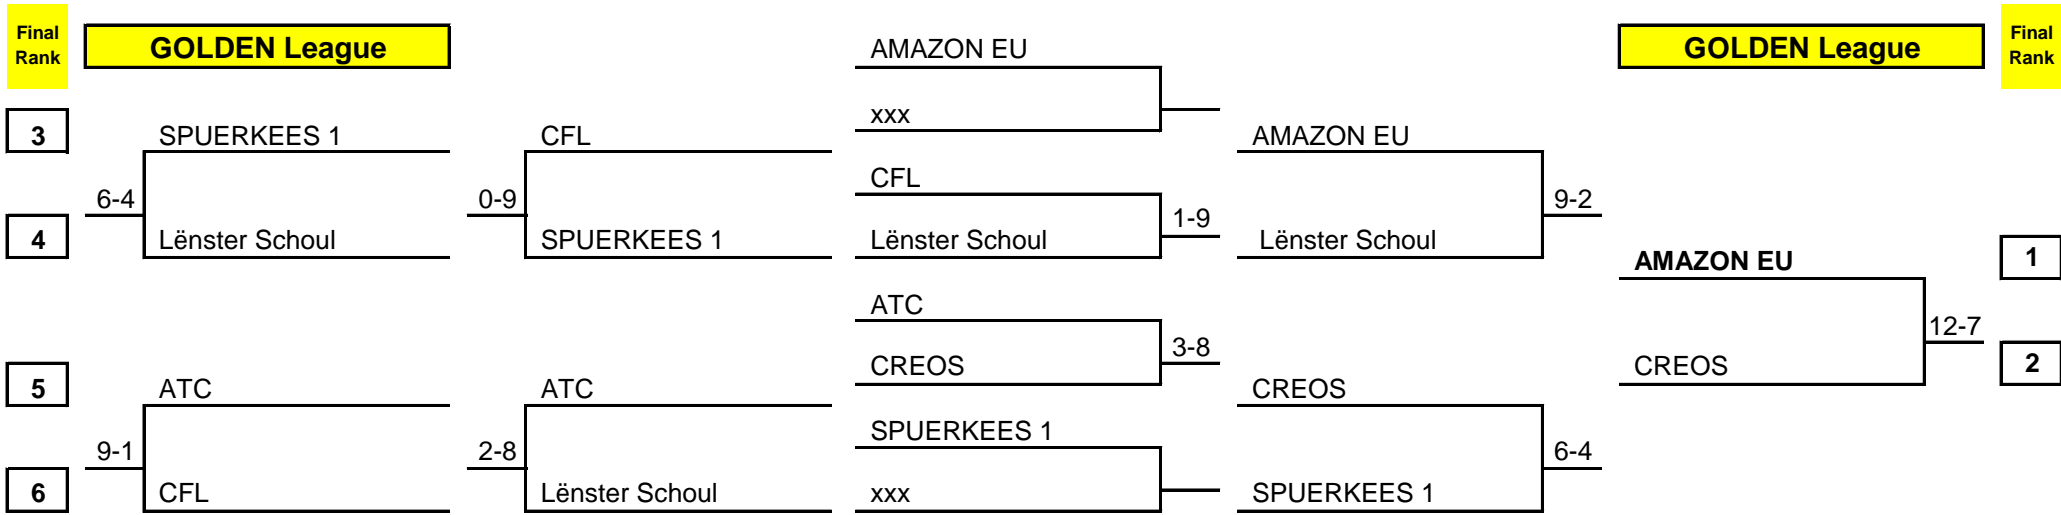 Final
Rank
GOLDEN League
AMAZON EU
GOLDEN League
Final
Rank
xxx
3
SPUERKEES 1
CFL
AMAZON EU
CFL
6-4
0-9
9-2
1-9
4
Lënster Schoul
SPUERKEES 1
Lënster Schoul
Lënster Schoul
AMAZON EU
1
ATC
12-7
3-8
CREOS
CREOS
2
5
ATC
ATC
CREOS
SPUERKEES 1
9-1
2-8
6-4
6
CFL
Lënster Schoul
xxx
SPUERKEES 1